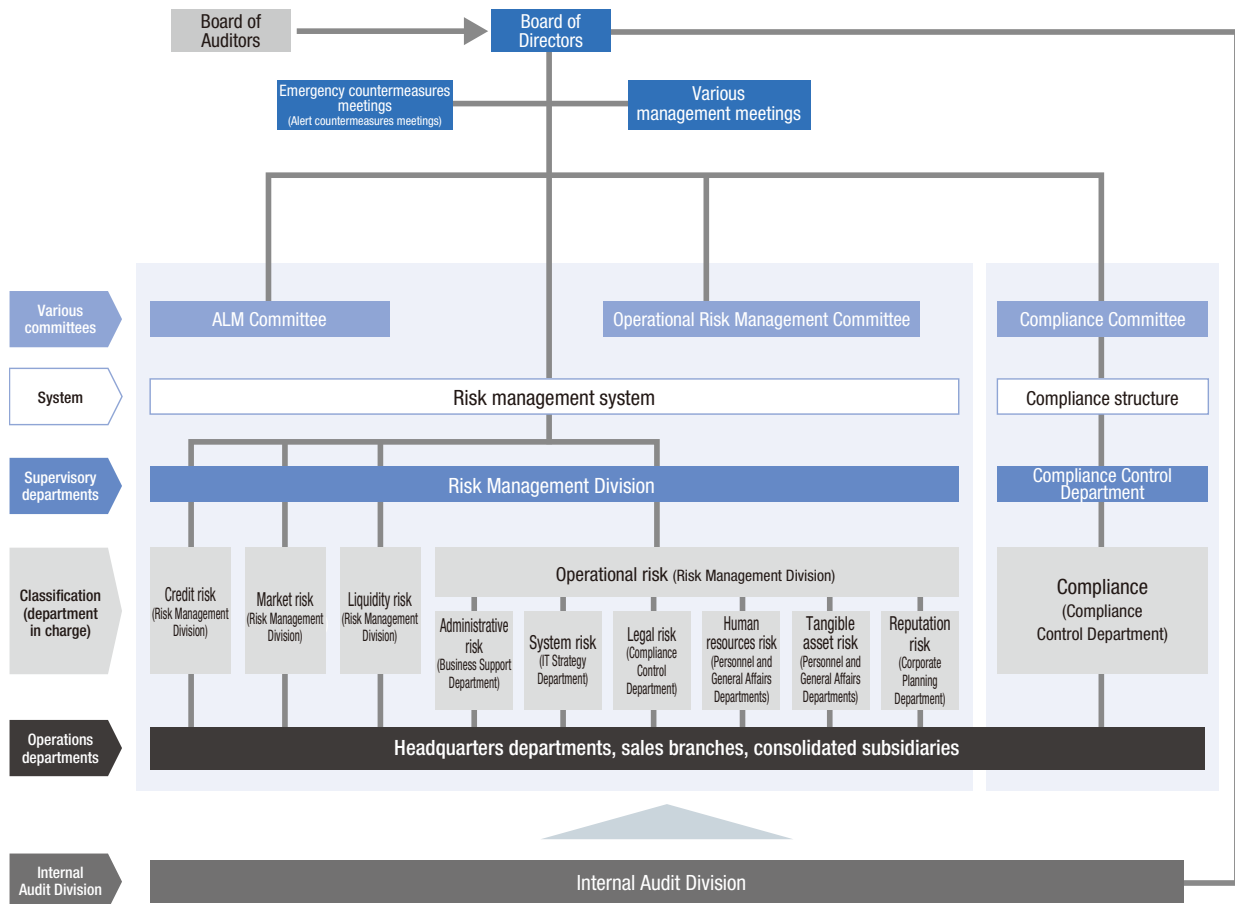 Board of
Auditors
Board of
Directors
Emergency countermeasures
meetings
(Alert countermeasures meetings)
Various
management meetings
Various
committees
ALM Committee
Operational Risk Management Committee
Compliance Committee
System
Risk management system
Compliance structure
Supervisory
departments
Risk Management Division
Compliance Control
Department
Classification
(department
in charge)
Credit risk
(Risk Management
Division)
Market risk
(Risk Management
Division)
Liquidity risk
(Risk Management
Division)
Operational risk (Risk Management Division)
Administrative
risk
(Business Support
Department)
System risk
(IT Strategy
Department)
Legal risk
(Compliance
Control
Department)
Human
resources risk
(Personnel and
General Affairs
Departments)
Tangible
asset risk
(Personnel and
General Affairs
Departments)
Reputation
risk
(Corporate
Planning
Department)
Compliance
(Compliance
Control Department)
Operations
departments
Headquarters departments, sales branches, consolidated subsidiaries
Internal
Audit Division
Internal Audit Division